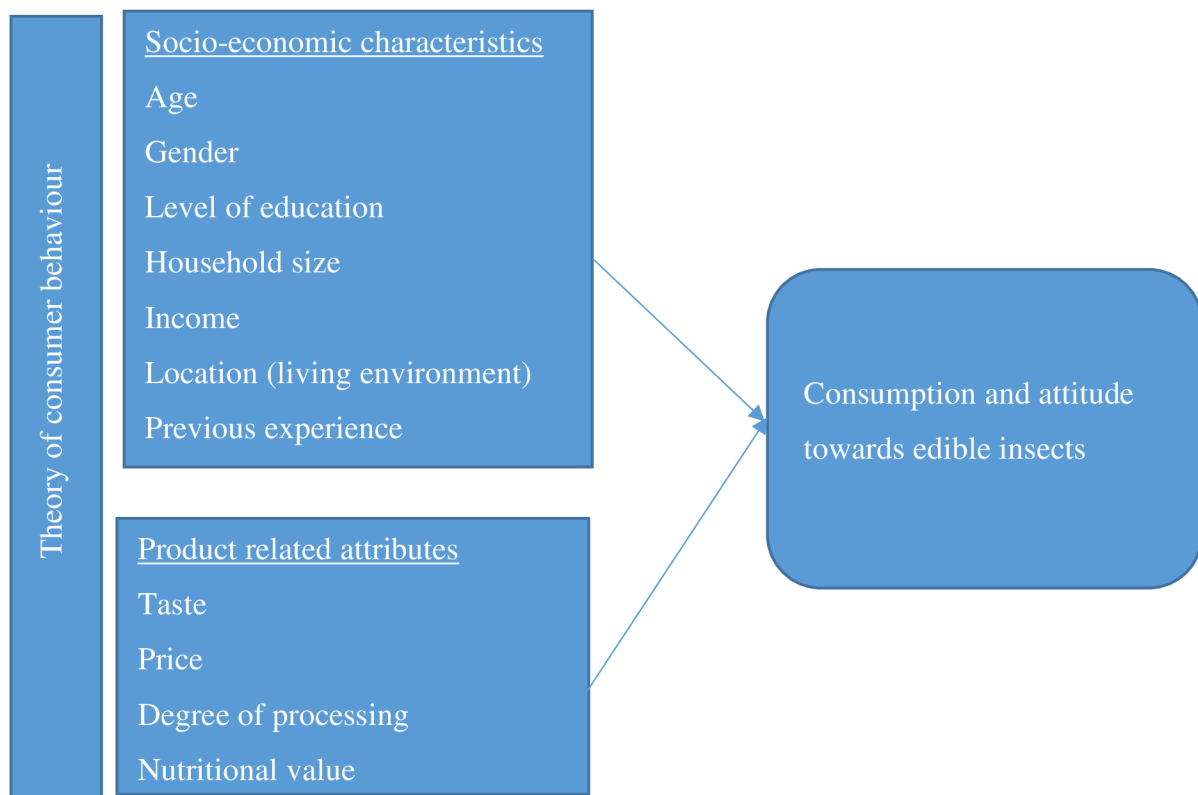 Theory of consumer behaviour
Socio-economic characteristics
Age
Gender
Level of education
Household size
Income
Location (living environment)
Previous experience
Product related attributes
Taste
Price
Degree of processing
Nutritional value
Consumption and attitude
towards edible insects